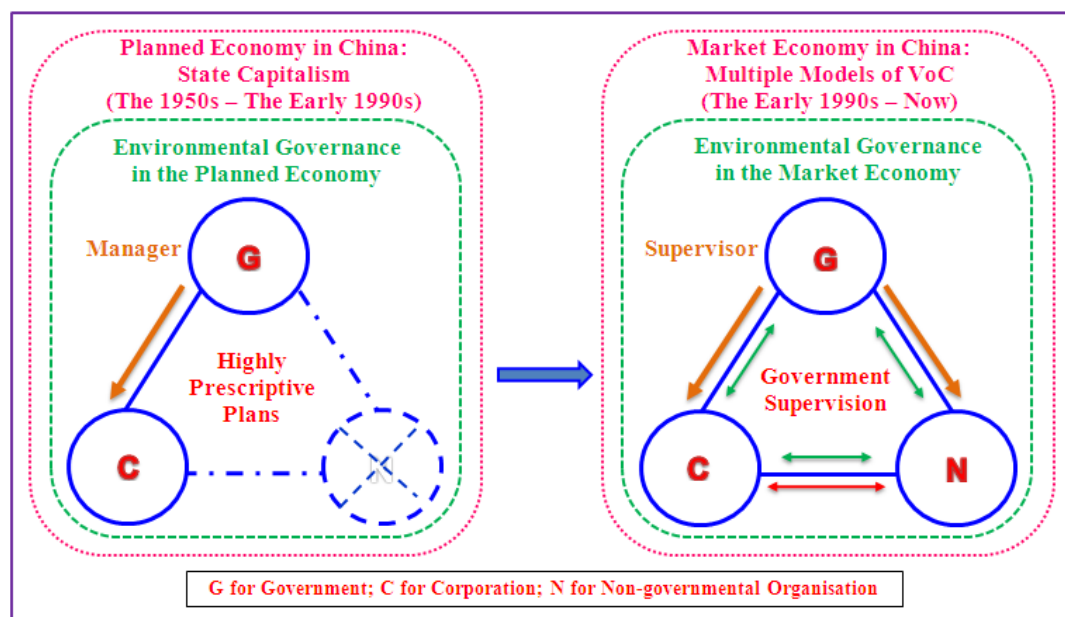 Planned Economy in China:
State Capitalism
(The 1950s – The Early 1990s)
Environmental Governance
in the Planned Economy
Manager
G
Highly
Prescriptive
Plans
C
N
Market Economy in China:
Multiple Models of VoC
(The Early 1990s – Now)
Environmental Governance
in the Market Economy
Supervisor
G
Government
Supervision
C
N
G for Government; C for Corporation; N for Non-governmental Organisation